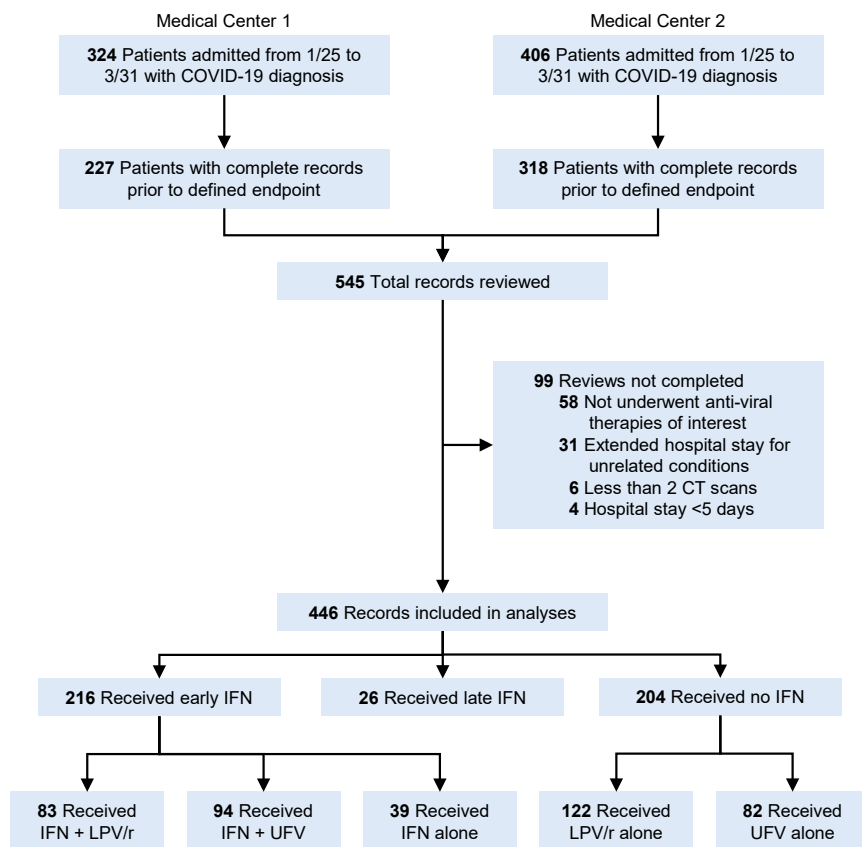 Medical Center 1
Medical Center 2
324 Patients admitted from 1/25 to
3/31 with COVID-19 diagnosis
406 Patients admitted from 1/25 to
3/31 with COVID-19 diagnosis
227 Patients with complete records
prior to defined endpoint
318 Patients with complete records
prior to defined endpoint
545 Total records reviewed
99 Reviews not completed
58 Not underwent anti-viral
therapies of interest
31 Extended hospital stay for
unrelated conditions
6 Less than 2 CT scans
4 Hospital stay <5 days
446 Records included in analyses
216 Received early IFN
26 Received late IFN
204 Received no IFN
83 Received
IFN + LPV/r
94 Received
IFN + UFV
39 Received
IFN alone
122 Received
LPV/r alone
82 Received
UFV alone